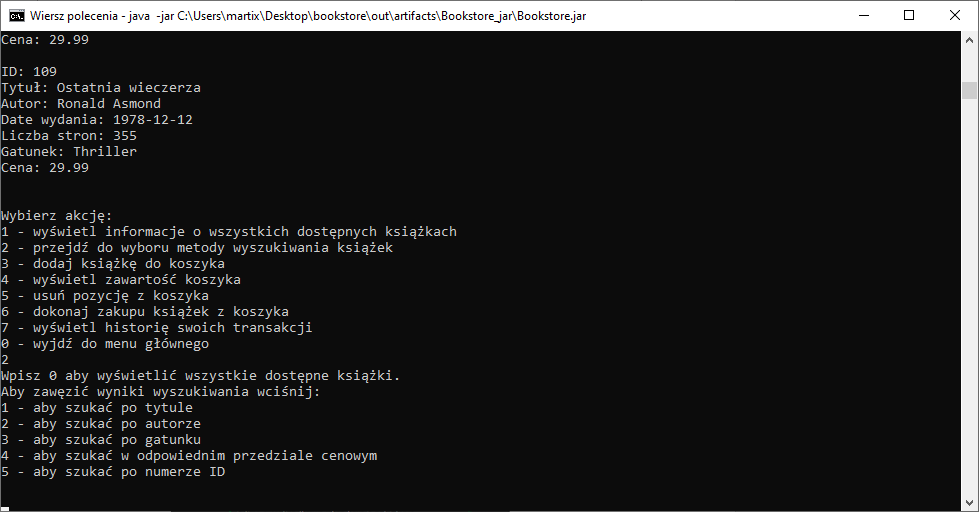 Wiersz polecenia - java  -jar C:\Users\martix\Desktop\bookstore\out\artifacts\Bookstore_jar\Bookstore.jar
Cena: 29.99
ID: 109
Tytuł: Ostatnia wieczerza
Autor: Ronald Asmond
Date wydania: 1978-12-12
Liczba stron: 355
Gatunek: Thriller
Cena: 29.99
Wybierz akcję:
1 - wyświetl informacje o wszystkich dostępnych książkach
2 - przejdź do wyboru metody wyszukiwania książek
3 - dodaj książkę do koszyka
4 - wyświetl zawartość koszyka
5 - usuń pozycję z koszyka
6 - dokonaj zakupu książek z koszyka
7 - wyświetl historię swoich transakcji
0 - wyjdź do menu głównego
2
Wpisz 0 aby wyświetlić wszystkie dostępne książki.
Aby zawęzić wyniki wyszukiwania wciśnij:
1 - aby szukać po tytule
2 - aby szukać po autorze
3 - aby szukać po gatunku
4 - aby szukać w odpowiednim przedziale cenowym
5 - aby szukać po numerze ID